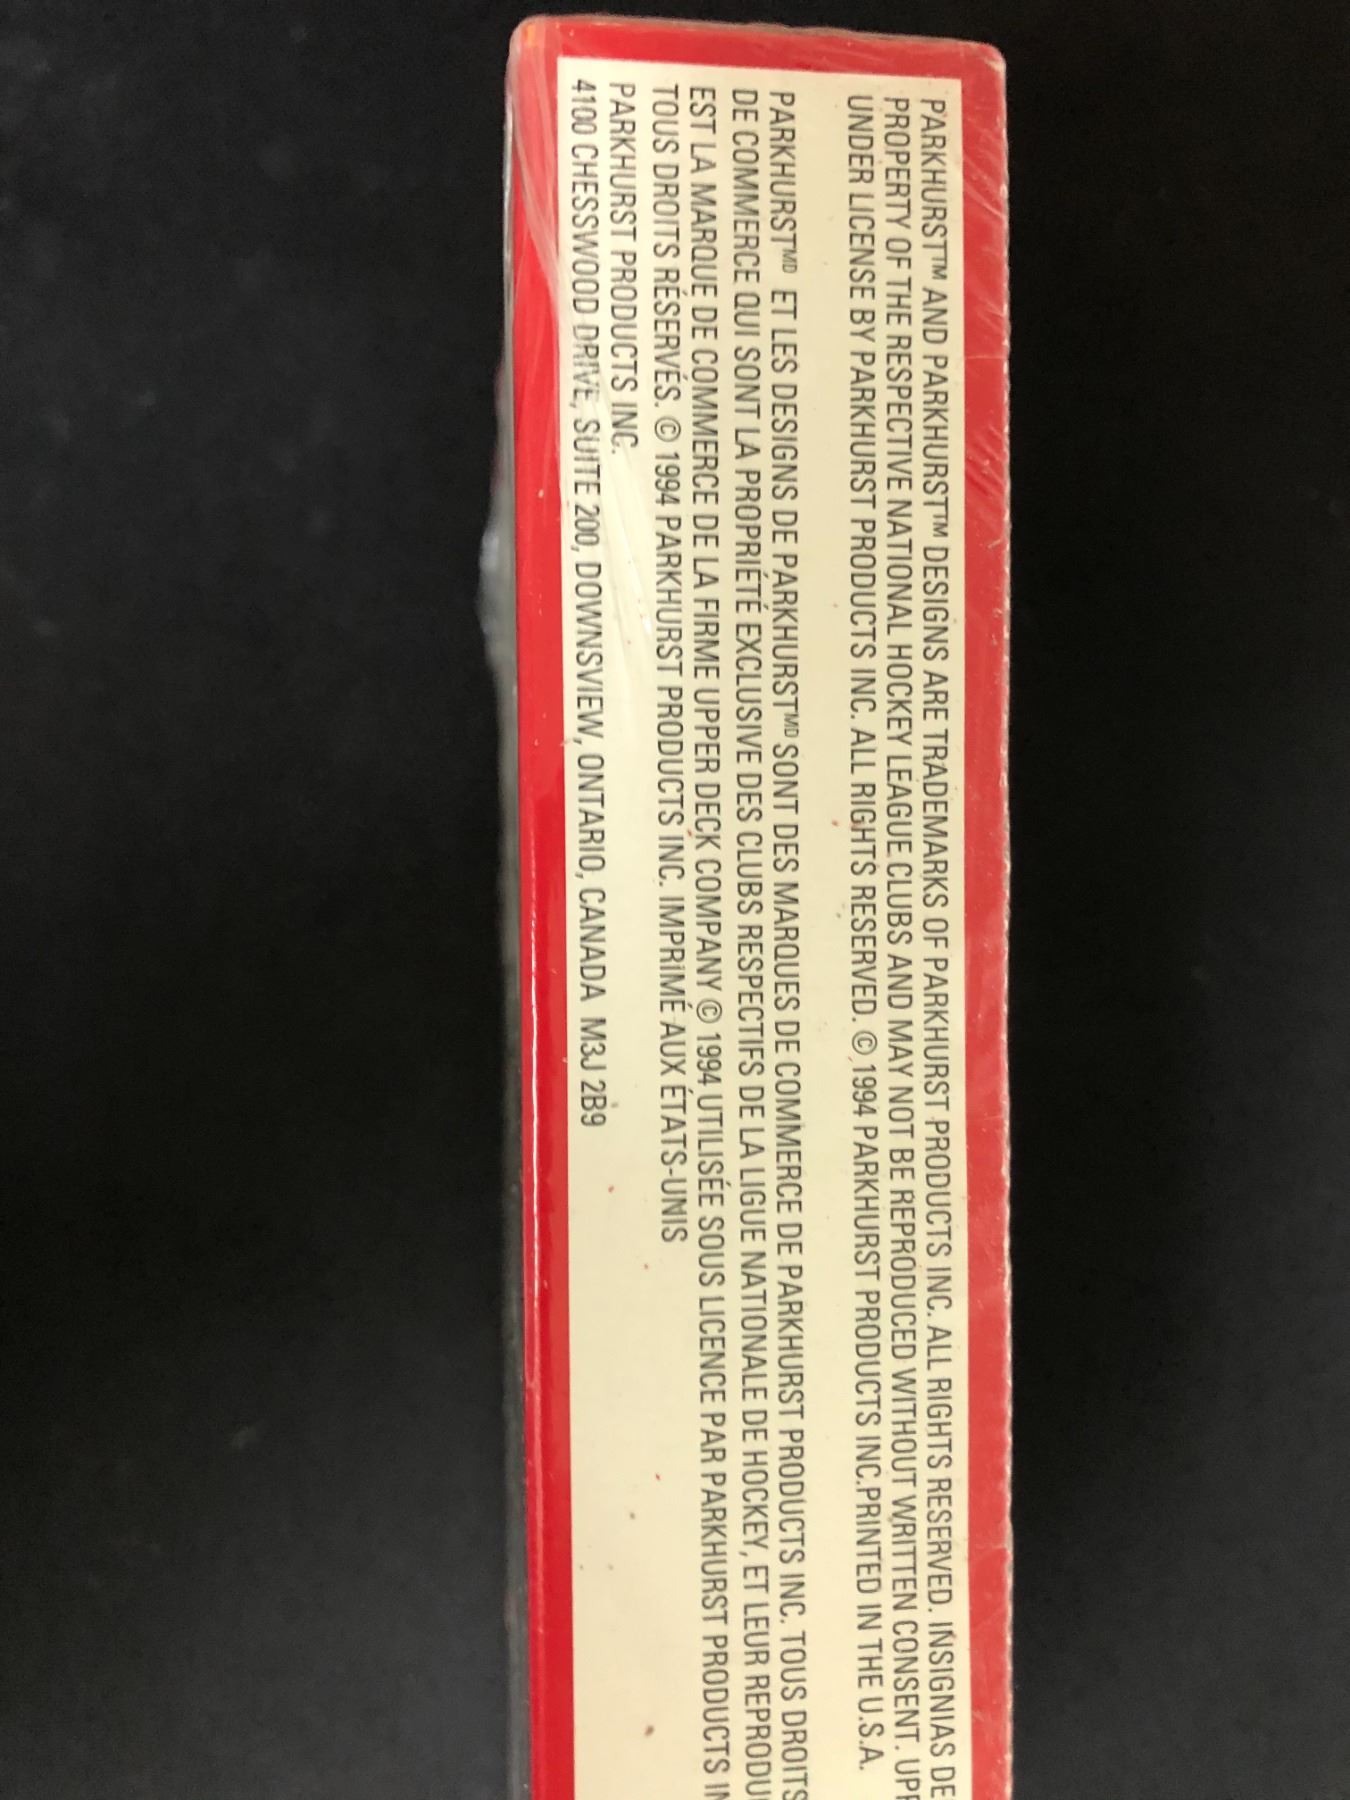 PARKHURST™ AND PARKHURST™ DESIGNS ARE TRADEMARKS OF PARKHURST PRODUCTS INC. ALL RIGHTS RESERVED. INSIGNIAS DE
PROPERTY OF THE RESPECTIVE NATIONAL HOCKEY LEAGUE CLUBS AND MAY NOT BE REPRODUCED WITHOUT WRITTEN CONSENT. UPP
UNDER LICENSE BY PARKHURST PRODUCTS INC. ALL RIGHTS RESERVED. © 1994 PARKHURST PRODUCTS INC.PRINTED IN THE U.S.A.
PARKHURSTᴹᴰ ET LES DESIGNS DE PARKHURSTᴹᴰ SONT DES MARQUES DE COMMERCE DE PARKHURST PRODUCTS INC. TOUS DROITS
DE COMMERCE QUI SONT LA PROPRIÉTÉ EXCLUSIVE DES CLUBS RESPECTIFS DE LA LIGUE NATIONALE DE HOCKEY, ET LEUR REPRODU
EST LA MARQUE DE COMMERCE DE LA FIRME UPPER DECK COMPANY © 1994 UTILISÉE SOUS LICENCE PAR PARKHURST PRODUCTS IN
TOUS DROITS RÉSERVÉS. © 1994 PARKHURST PRODUCTS INC. IMPRIMÉ AUX ÉTATS-UNIS
PARKHURST PRODUCTS INC.
4100 CHESSWOOD DRIVE, SUITE 200, DOWNSVIEW, ONTARIO, CANADA M3J 2B9